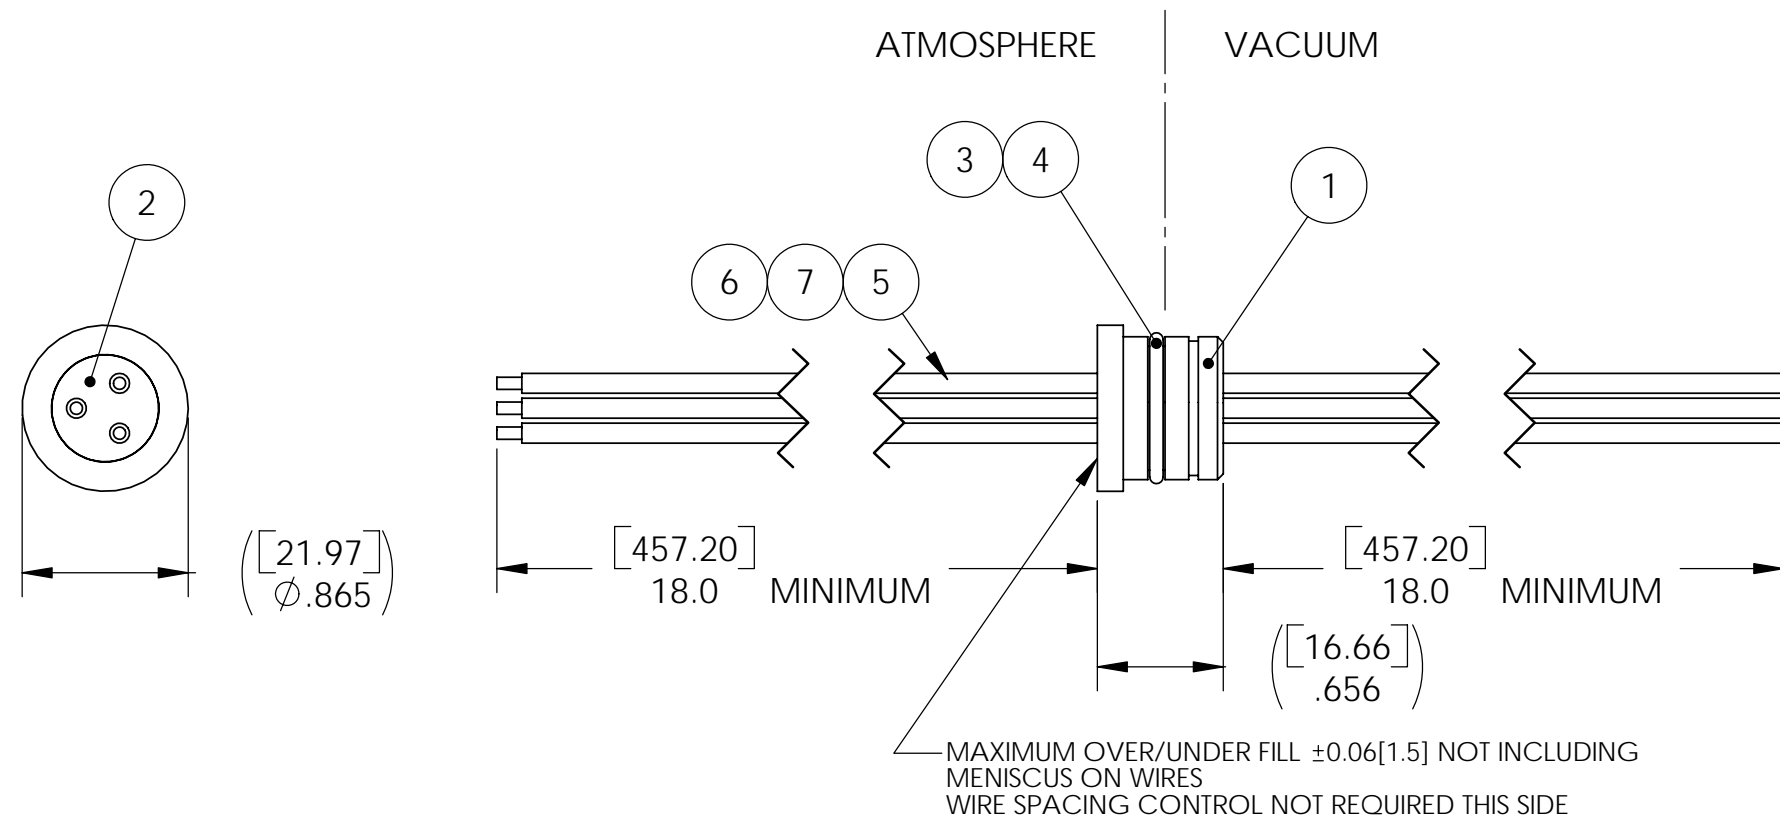 ATMOSPHERE
VACUUM
3
4
1
2
6
7
5
([21.97]
Ø.865)
[457.20]
18.0 MINIMUM
[457.20]
18.0 MINIMUM
([16.66]
.656)
MAXIMUM OVER/UNDER FILL ±0.06[1.5] NOT INCLUDING
MENISCUS ON WIRES
WIRE SPACING CONTROL NOT REQUIRED THIS SIDE